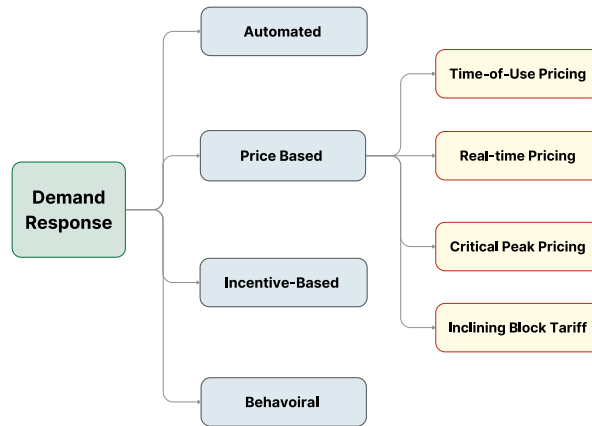 Automated
Time-of-Use Pricing
Price Based
Real-time Pricing
Demand
Response
Critical Peak Pricing
Incentive-Based
Inclining Block Tariff
Behavoiral